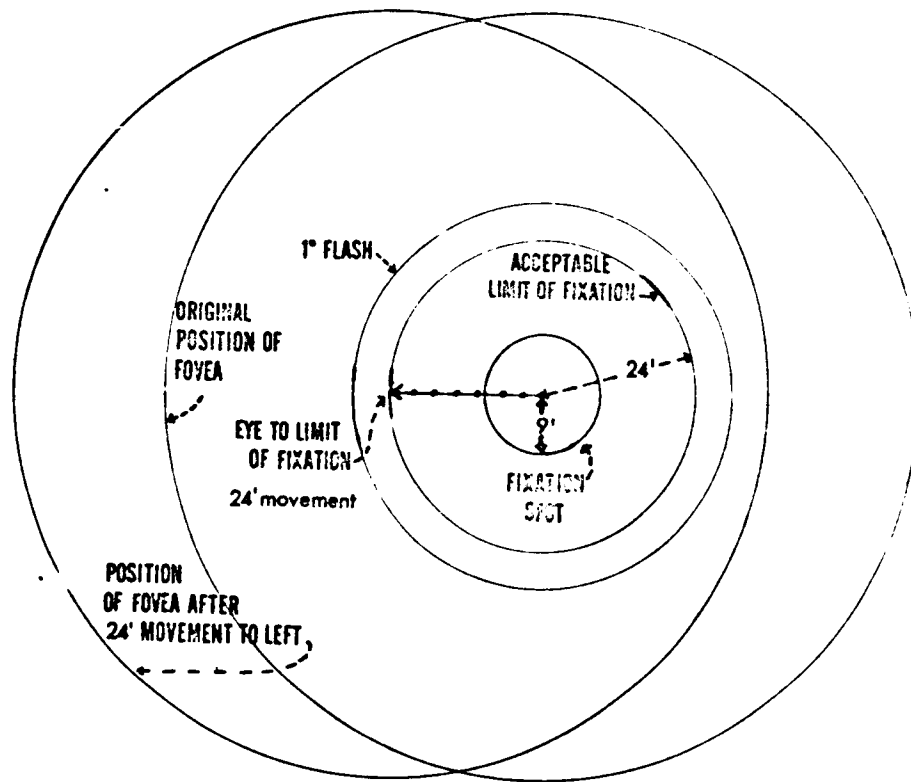 1° FLASH
ACCEPTABLE
LIMIT OF FIXATION
ORIGINAL
POSITION OF
FOVEA
24'
EYE TO LIMIT
OF FIXATION
24' movement
9'
FIXATION
SPOT
POSITION
OF FOVEA AFTER
24' MOVEMENT TO LEFT